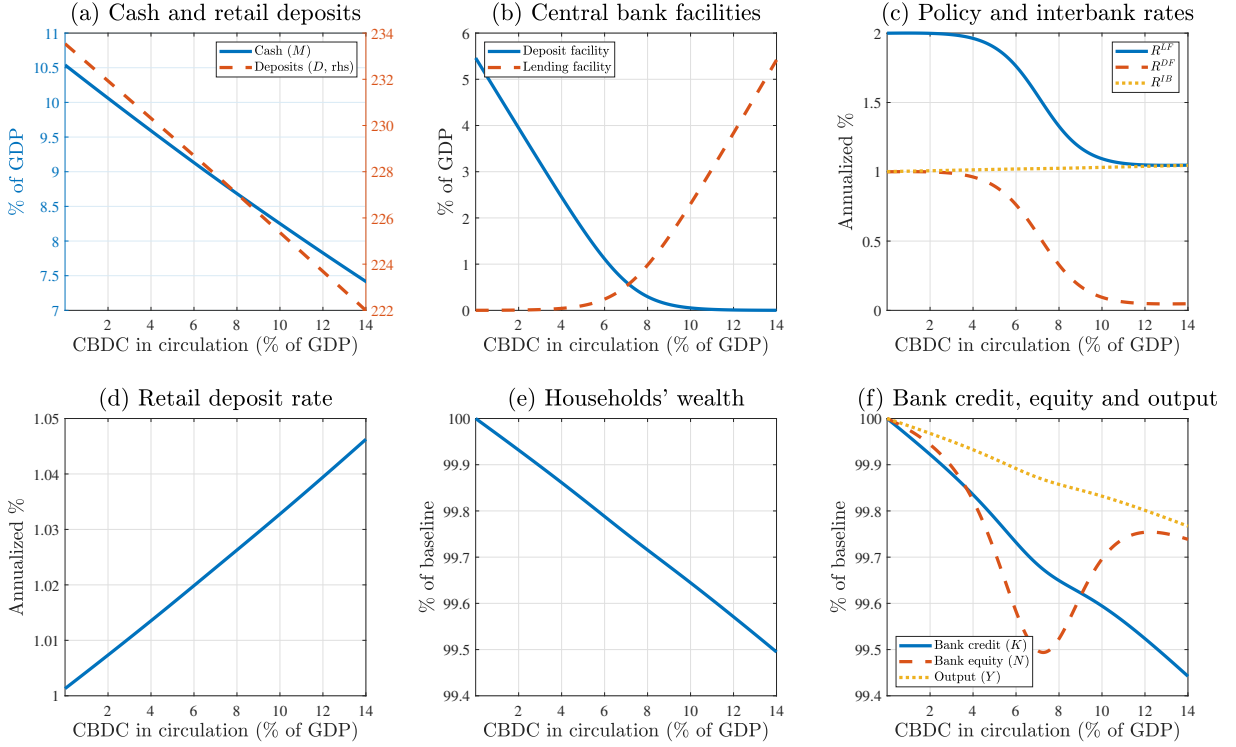 (a) Cash and retail deposits
% of GDP
11
10.5
10
9.5
9
8.5
8
7.5
7
234
232
230
228
226
224
222
Cash (M)
Deposits (D, rhs)
2 4 6 8 10 12 14
CBDC in circulation (% of GDP)
(b) Central bank facilities
% of GDP
6
5
4
3
2
1
0
Deposit facility
Lending facility
2 4 6 8 10 12 14
CBDC in circulation (% of GDP)
(c) Policy and interbank rates
Annualized %
2
1.5
1
0.5
0
R^{LF}
R^{DF}
R^{IB}
2 4 6 8 10 12 14
CBDC in circulation (% of GDP)
(d) Retail deposit rate
Annualized %
1.05
1.04
1.03
1.02
1.01
1
2 4 6 8 10 12 14
CBDC in circulation (% of GDP)
(e) Households' wealth
% of baseline
100
99.9
99.8
99.7
99.6
99.5
99.4
2 4 6 8 10 12 14
CBDC in circulation (% of GDP)
(f) Bank credit, equity and output
% of baseline
100
99.9
99.8
99.7
99.6
99.5
99.4
Bank credit (K)
Bank equity (N)
Output (Y)
2 4 6 8 10 12 14
CBDC in circulation (% of GDP)